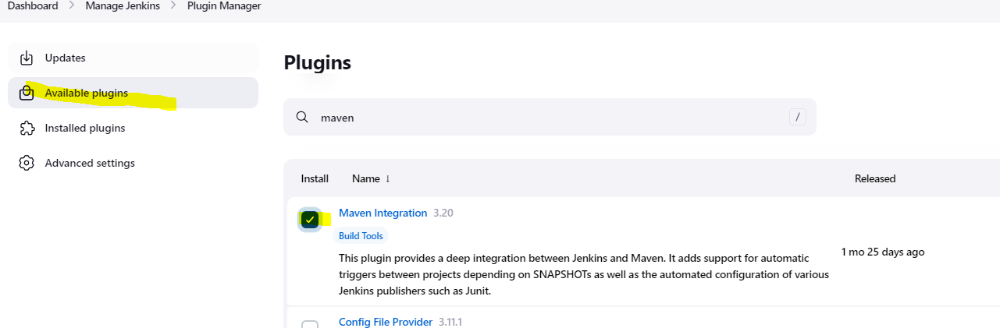 Dashboard > Manage Jenkins > Plugin Manager
Updates
Available plugins
Installed plugins
Advanced settings
Plugins
maven /
Install Name ↓ Released
Maven Integration 3.20
Build Tools
This plugin provides a deep integration between Jenkins and Maven. It adds support for automatic
triggers between projects depending on SNAPSHOTs as well as the automated configuration of various
Jenkins publishers such as Junit.
1 mo 25 days ago
Config File Provider 3.11.1